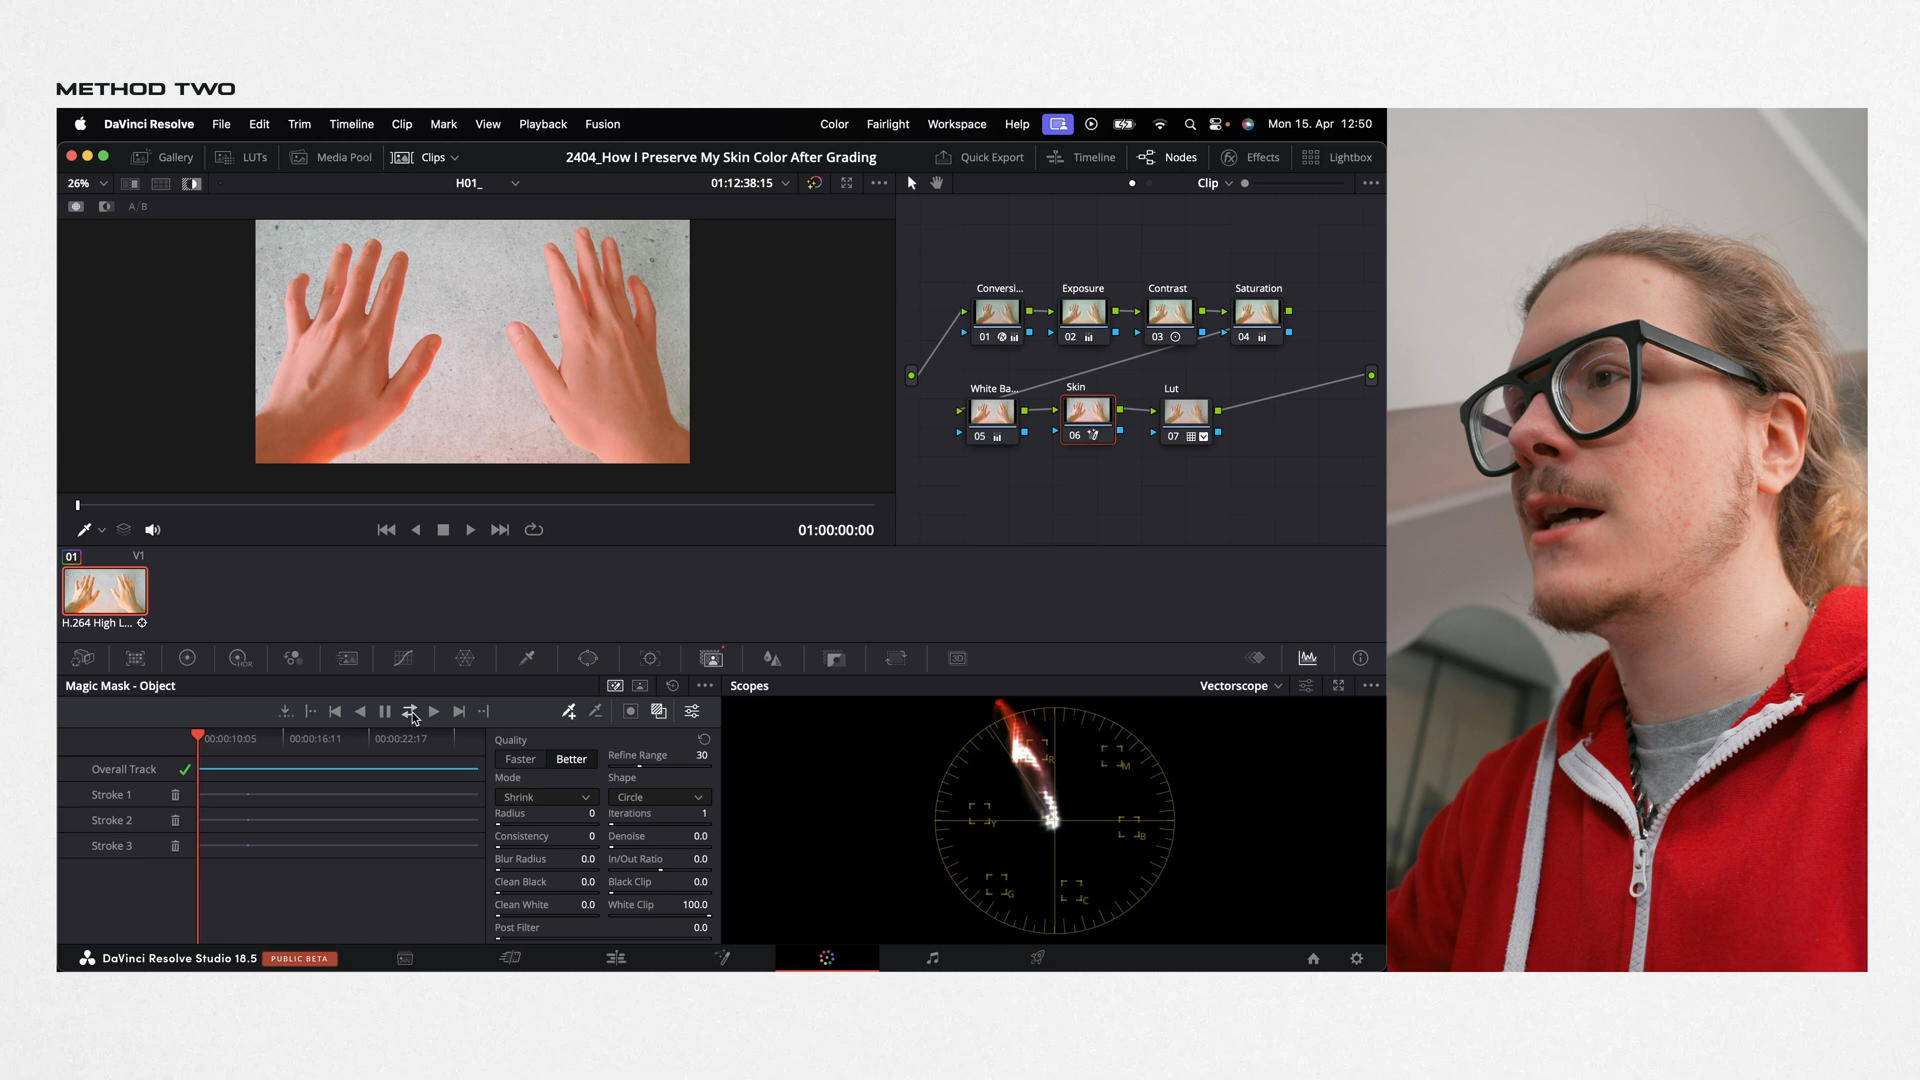 METHOD TWO
DaVinci Resolve File Edit Trim Timeline Clip Mark View Playback Fusion Color Fairlight Workspace Help Mon 15. Apr 12:50
Gallery LUTs Media Pool Clips 2404_How I Preserve My Skin Color After Grading Quick Export Timeline Nodes Effects Lightbox
26% H01_ 01:12:38:15 Clip
A/B
Conversi... Exposure Contrast Saturation
01 02 03 04
White Ba... Skin Lut
05 06 07
01:00:00:00
01 V1
H.264 High L...
HDR 3D
Magic Mask - Object Scopes Vectorscope
00:00:10:05 00:00:16:11 00:00:22:17
Overall Track
Stroke 1
Stroke 2
Stroke 3
Quality
Faster Better Refine Range 30
Mode Shape
Shrink Circle
Radius 0 Iterations 1
Consistency 0 Denoise 0.0
Blur Radius 0.0 In/Out Ratio 0.0
Clean Black 0.0 Black Clip 0.0
Clean White 0.0 White Clip 100.0
Post Filter 0.0
R M
Y B
G C
DaVinci Resolve Studio 18.5 PUBLIC BETA